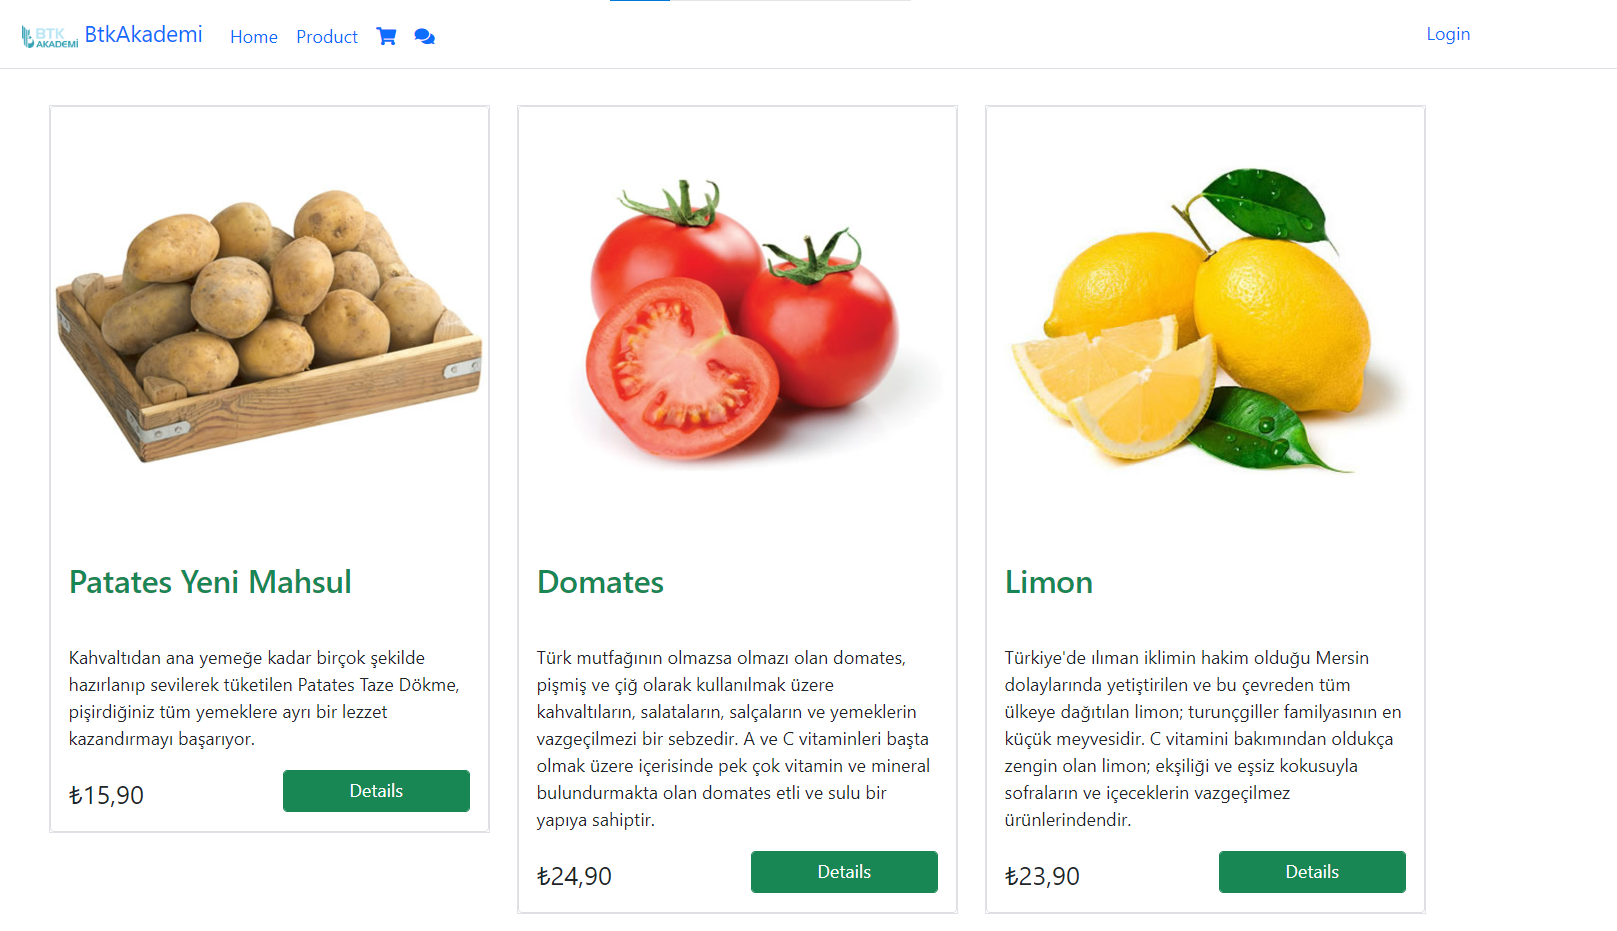 BTK AKADEMİ BtkAkademi Home Product Login
Patates Yeni Mahsul
Kahvaltıdan ana yemeğe kadar birçok şekilde
hazırlanıp sevilerek tüketilen Patates Taze Dökme,
pişirdiğiniz tüm yemeklere ayrı bir lezzet
kazandırmayı başarıyor.
₺15,90 Details
Domates
Türk mutfağının olmazsa olmazı olan domates,
pişmiş ve çiğ olarak kullanılmak üzere
kahvaltıların, salataların, salçaların ve yemeklerin
vazgeçilmezi bir sebzedir. A ve C vitaminleri başta
olmak üzere içerisinde pek çok vitamin ve mineral
bulundurmakta olan domates etli ve sulu bir
yapıya sahiptir.
₺24,90 Details
Limon
Türkiye'de ılıman iklimin hakim olduğu Mersin
dolaylarında yetiştirilen ve bu çevreden tüm
ülkeye dağıtılan limon; turunçgiller familyasının en
küçük meyvesidir. C vitamini bakımından oldukça
zengin olan limon; ekşiliği ve eşsiz kokusuyla
sofraların ve içeceklerin vazgeçilmez
ürünlerindendir.
₺23,90 Details